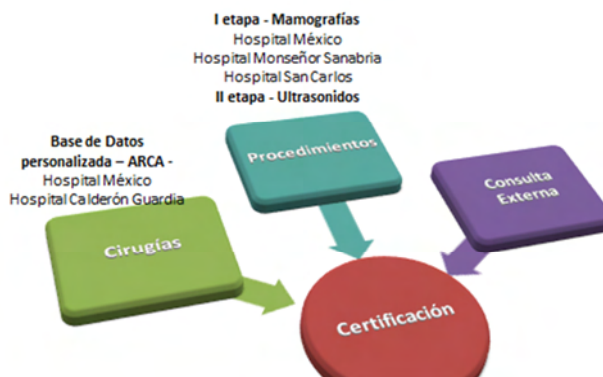 I etapa - Mamografías
Hospital México
Hospital Monseñor Sanabria
Hospital San Carlos
II etapa - Ultrasonidos
Base de Datos
personalizada – ARCA -
Hospital México
Hospital Calderón Guardia
Procedimientos
Consulta
Externa
Cirugías
Certificación